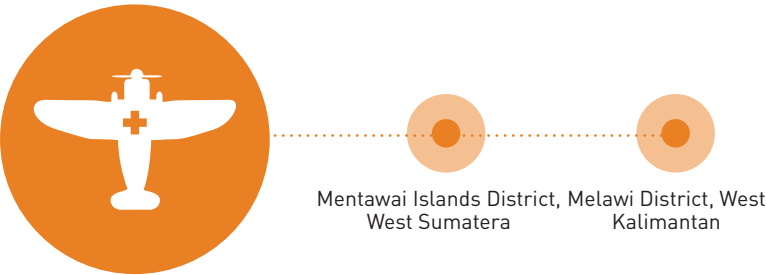 Mentawai Islands District,
West Sumatera
Melawi District, West
Kalimantan